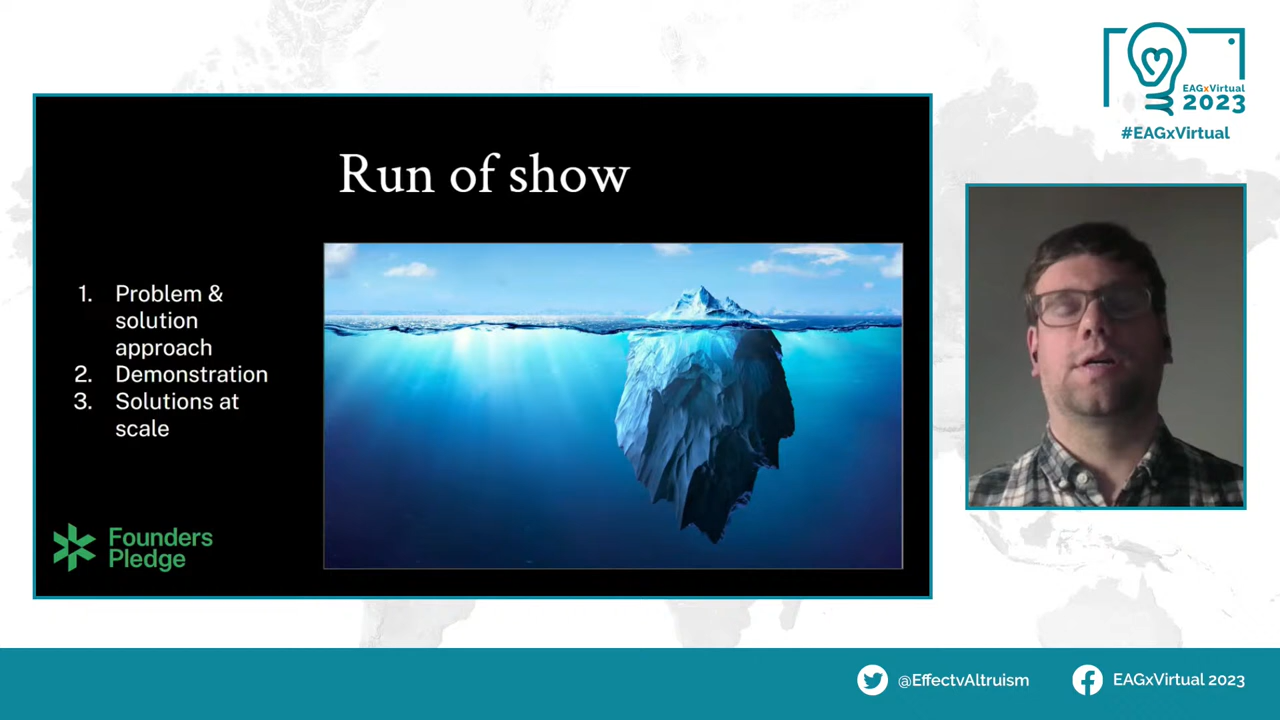 EAGxVirtual
2023
#EAGxVirtual
Run of show
1. Problem &
solution
approach
2. Demonstration
3. Solutions at
scale
Founders
Pledge
@EffectvAltruism
EAGxVirtual 2023